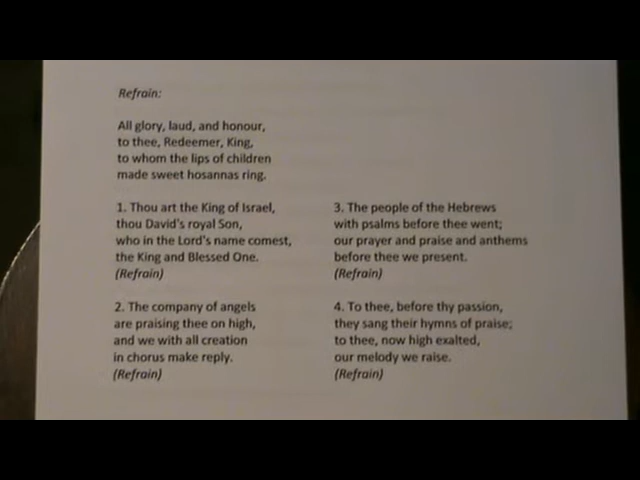 Refrain:
All glory, laud, and honour,
to thee, Redeemer, King,
to whom the lips of children
made sweet hosannas ring.
1. Thou art the King of Israel,
thou David's royal Son,
who in the Lord's name comest,
the King and Blessed One.
(Refrain)
2. The company of angels
are praising thee on high,
and we with all creation
in chorus make reply.
(Refrain)
3. The people of the Hebrews
with psalms before thee went;
our prayer and praise and anthems
before thee we present.
(Refrain)
4. To thee, before thy passion,
they sang their hymns of praise;
to thee, now high exalted,
our melody we raise.
(Refrain)